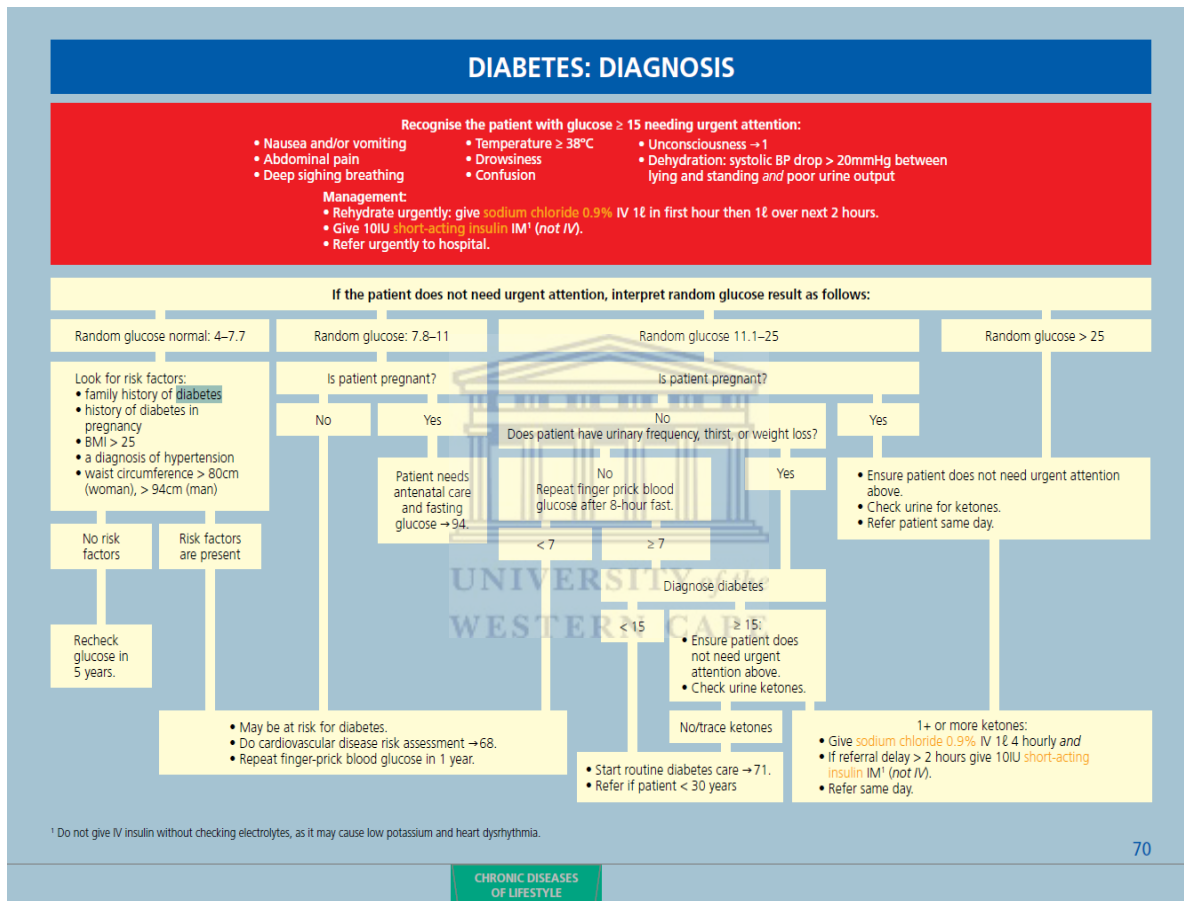 DIABETES: DIAGNOSIS
Recognise the patient with glucose ≥ 15 needing urgent attention:
• Nausea and/or vomiting
• Abdominal pain
• Deep sighing breathing
• Temperature ≥ 38ºC
• Drowsiness
• Confusion
• Unconsciousness →1
• Dehydration: systolic BP drop > 20mmHg between
lying and standing and poor urine output
Management:
• Rehydrate urgently: give sodium chloride 0.9% IV 1ℓ in first hour then 1ℓ over next 2 hours.
• Give 10IU short-acting insulin IM¹ (not IV).
• Refer urgently to hospital.
If the patient does not need urgent attention, interpret random glucose result as follows:
Random glucose normal: 4–7.7
Random glucose: 7.8–11
Random glucose 11.1–25
Random glucose > 25
Look for risk factors:
• family history of diabetes
• history of diabetes in
pregnancy
• BMI > 25
• a diagnosis of hypertension
• waist circumference > 80cm
(woman), > 94cm (man)
Is patient pregnant?
Is patient pregnant?
No
Yes
No
Does patient have urinary frequency, thirst, or weight loss?
Yes
Patient needs
antenatal care
and fasting
glucose →94.
No
Repeat finger prick blood
glucose after 8-hour fast.
Yes
• Ensure patient does not need urgent attention
above.
• Check urine for ketones.
• Refer patient same day.
No risk
factors
Risk factors
are present
< 7
≥ 7
Diagnose diabetes
UNIVERSITY of the
WESTERN CAPE
< 15
≥ 15:
• Ensure patient does
not need urgent
attention above.
• Check urine ketones.
Recheck
glucose in
5 years.
• May be at risk for diabetes.
• Do cardiovascular disease risk assessment →68.
• Repeat finger-prick blood glucose in 1 year.
No/trace ketones
• Start routine diabetes care →71.
• Refer if patient < 30 years
1+ or more ketones:
• Give sodium chloride 0.9% IV 1ℓ 4 hourly and
• If referral delay > 2 hours give 10IU short-acting
insulin IM¹ (not IV).
• Refer same day.
¹ Do not give IV insulin without checking electrolytes, as it may cause low potassium and heart dysrhythmia.
70
CHRONIC DISEASES
OF LIFESTYLE